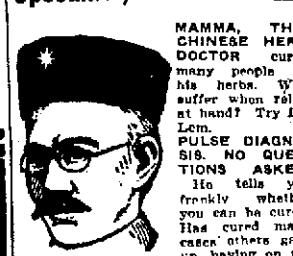 MAMMA, TH
CHINESE HER
DOCTOR cur
many people
his herbs. W
suffer when rel
at hand? Try L
Lem.
PULSE DIAGN
SIS. NO QUE
TIONS ASKE
He tells y
frankly wheth
you can be cur
Has cured ma
cases others ga
up, having on